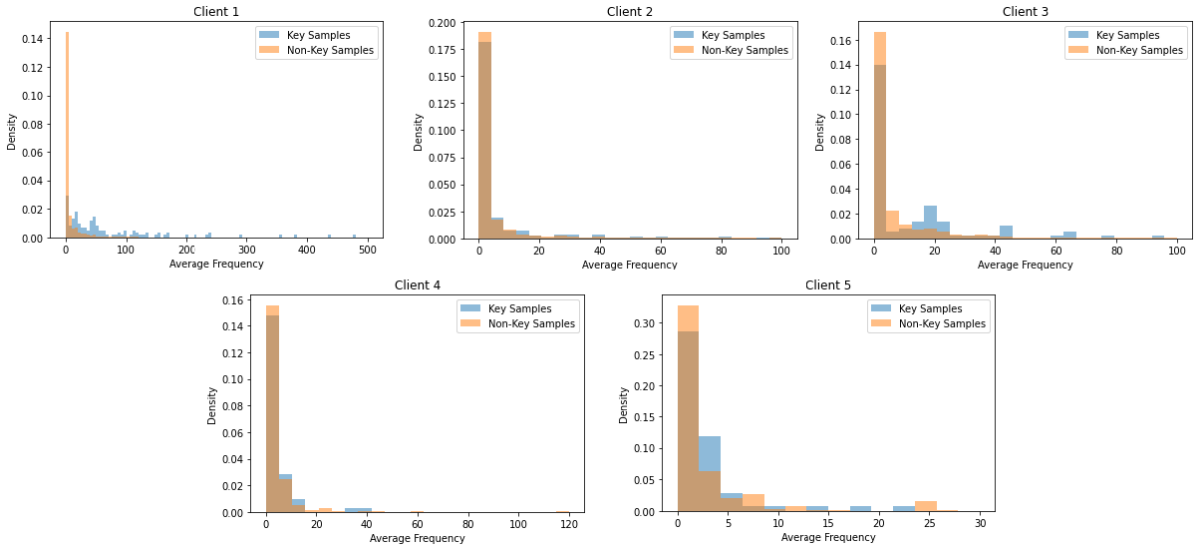 Client 1
Key Samples
Non-Key Samples
Density
0.14
0.12
0.10
0.08
0.06
0.04
0.02
0.00
0 100 200 300 400 500
Average Frequency
Client 2
Key Samples
Non-Key Samples
Density
0.200
0.175
0.150
0.125
0.100
0.075
0.050
0.025
0.000
0 20 40 60 80 100
Average Frequency
Client 3
Key Samples
Non-Key Samples
Density
0.16
0.14
0.12
0.10
0.08
0.06
0.04
0.02
0.00
0 20 40 60 80 100
Average Frequency
Client 4
Key Samples
Non-Key Samples
Density
0.16
0.14
0.12
0.10
0.08
0.06
0.04
0.02
0.00
0 20 40 60 80 100 120
Average Frequency
Client 5
Key Samples
Non-Key Samples
Density
0.30
0.25
0.20
0.15
0.10
0.05
0.00
0 5 10 15 20 25 30
Average Frequency